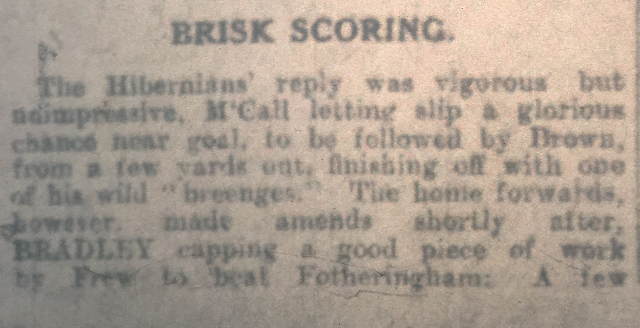 BRISK SCORING.
The Hibernians' reply was vigorous but
unimpressive, M'Call letting slip a glorious
chance near goal, to be followed by Brown,
from a few yards out, finishing off with one
of his wild "breenges." The home forwards,
however, made amends shortly after,
BRADLEY capping a good piece of work
by Frew to beat Fotheringham: A few